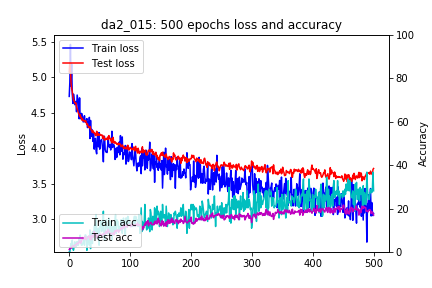 da2_015: 500 epochs loss and accuracy
Train loss
Test loss
Train acc
Test acc
Loss
Accuracy
5.5
5.0
4.5
4.0
3.5
3.0
100
80
60
40
20
0
0
100
200
300
400
500